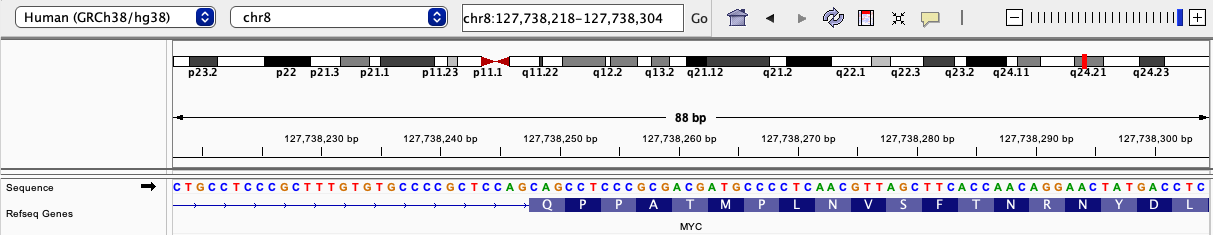 Human (GRCh38/hg38) chr8 chr8:127,738,218-127,738,304 Go
p23.2 p22 p21.3 p21.1 p11.23 p11.1 q11.22 q12.2 q13.2 q21.12 q21.2 q22.1 q22.3 q23.2 q24.11 q24.21 q24.23
88 bp
127,738,230 bp 127,738,240 bp 127,738,250 bp 127,738,260 bp 127,738,270 bp 127,738,280 bp 127,738,290 bp 127,738,300 bp
Sequence C T G C C T C C C G C T T T G T G T G C C C C G C T C C A G C A G C C T C C C G C G A C G A T G C C C C T C A A C G T T A G C T T C A C C A A C A G G A A C T A T G A C C T C
Refseq Genes Q P P A T M P L N V S F T N R N Y D L
MYC